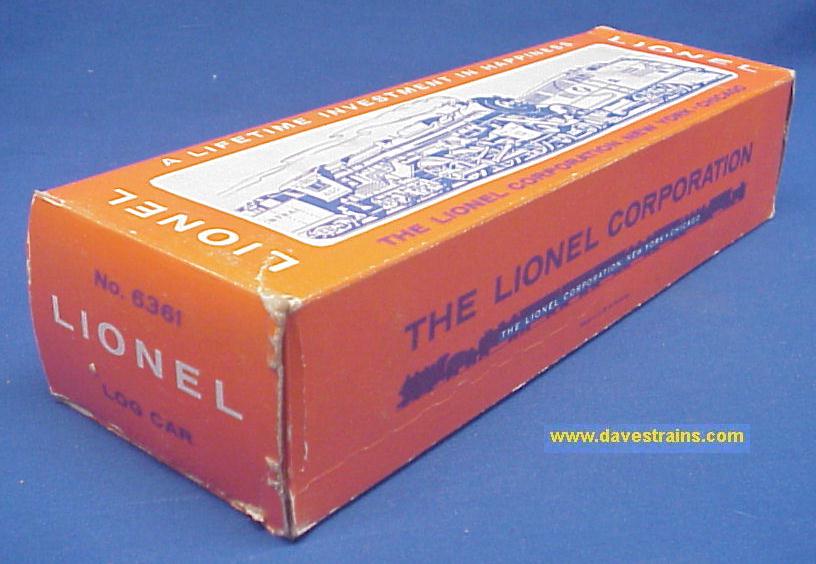 LIONEL
A LIFETIME INVESTMENT IN HAPPINESS
LIONEL
THE LIONEL CORPORATION NEW YORK - CHICAGO
No. 6361
LIONEL
LOG CAR
THE LIONEL CORPORATION
THE LIONEL CORPORATION NEW YORK • CHICAGO
www.davestrains.com